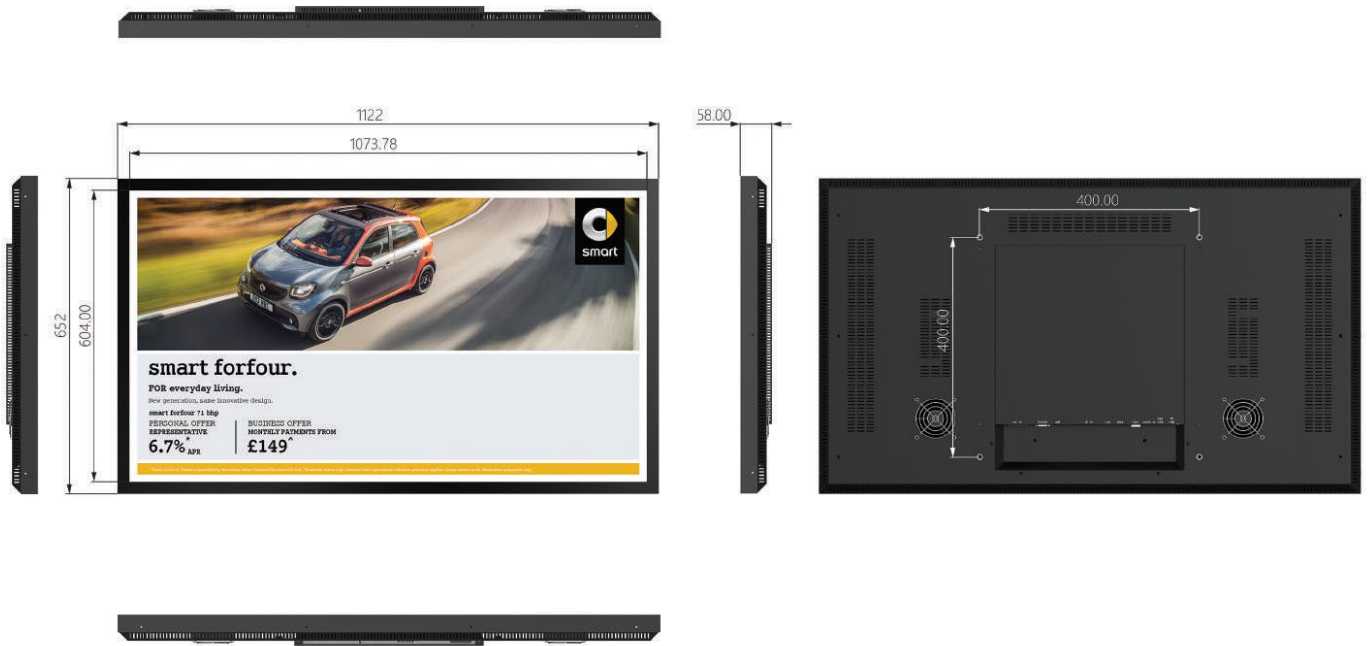 1122
58.00
1073.78
400.00
smart
652
604.00
400.00
smart forfour.
FOR everyday living.
New generation, same innovative design.
smart forfour 71 bhp
PERSONAL OFFER
REPRESENTATIVE
6.7%* APR
BUSINESS OFFER
MONTHLY PAYMENTS FROM
£149^